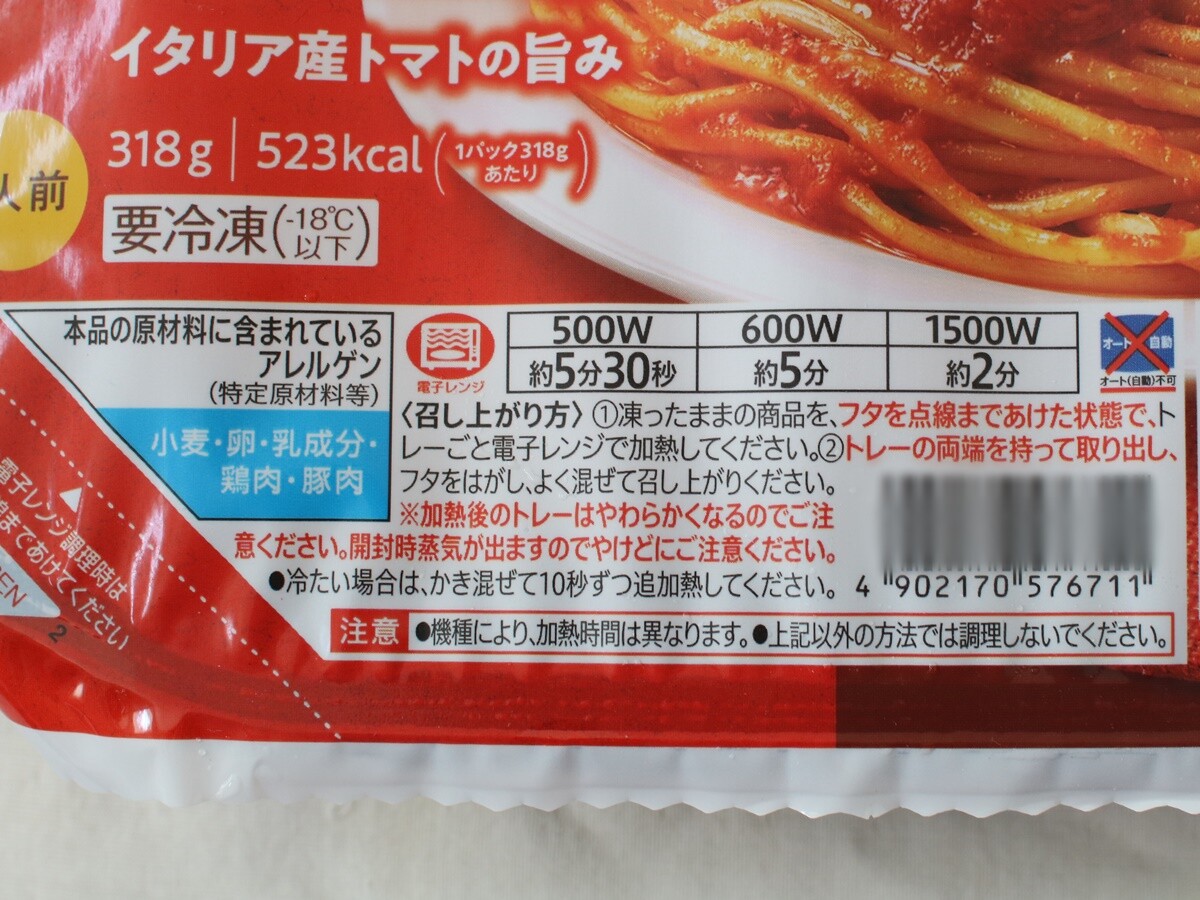 イタリア産トマトの旨み
318g 523kcal (1パック318gあたり)
人前
要冷凍(-18℃以下)
本品の原材料に含まれている
アレルゲン
(特定原材料等)
小麦・卵・乳成分・
鶏肉・豚肉
電子レンジ
500W 600W 1500W
約5分30秒 約5分 約2分
オート 自動
オート(自動)不可
〈召し上がり方〉①凍ったままの商品を、フタを点線まであけた状態で、ト
レーごと電子レンジで加熱してください。②トレーの両端を持って取り出し、
フタをはがし、よく混ぜて召し上がりください。
※加熱後のトレーはやわらかくなるのでご注
意ください。開封時蒸気が出ますのでやけどにご注意ください。
●冷たい場合は、かき混ぜて10秒ずつ追加熱してください。
4 902170 576711
注意 ●機種により、加熱時間は異なります。●上記以外の方法では調理しないでください。
電子レンジ調理時は
まであけてください
2